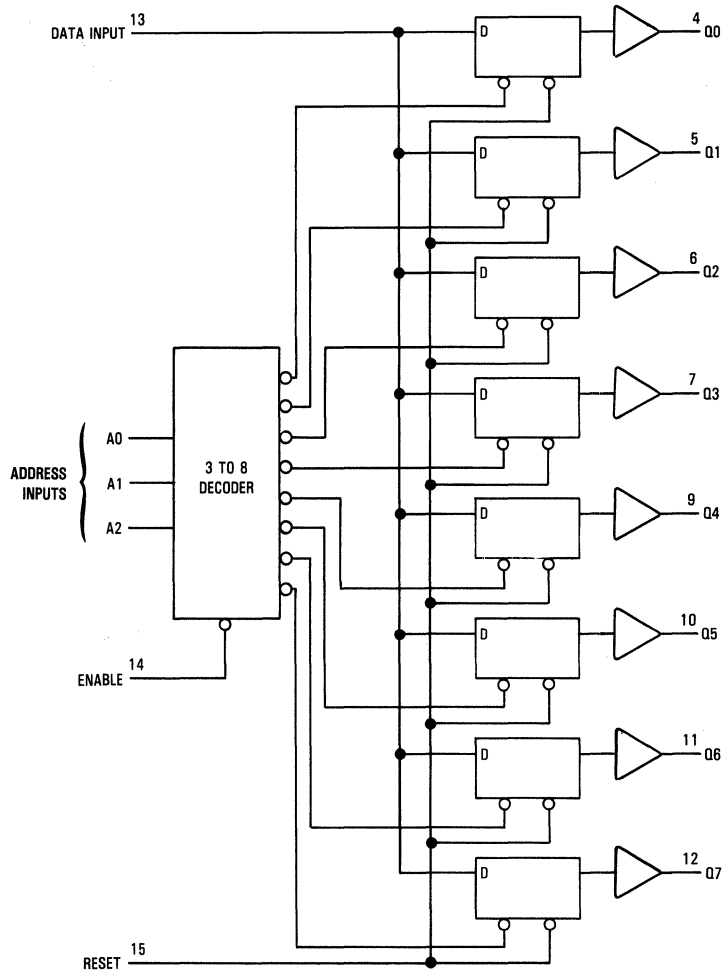 DATA INPUT 13
D
4
Q0
D
5
Q1
D
6
Q2
D
7
Q3
ADDRESS INPUTS
A0
A1
A2
3 TO 8
DECODER
D
9
Q4
D
10
Q5
ENABLE 14
D
11
Q6
D
12
Q7
RESET 15